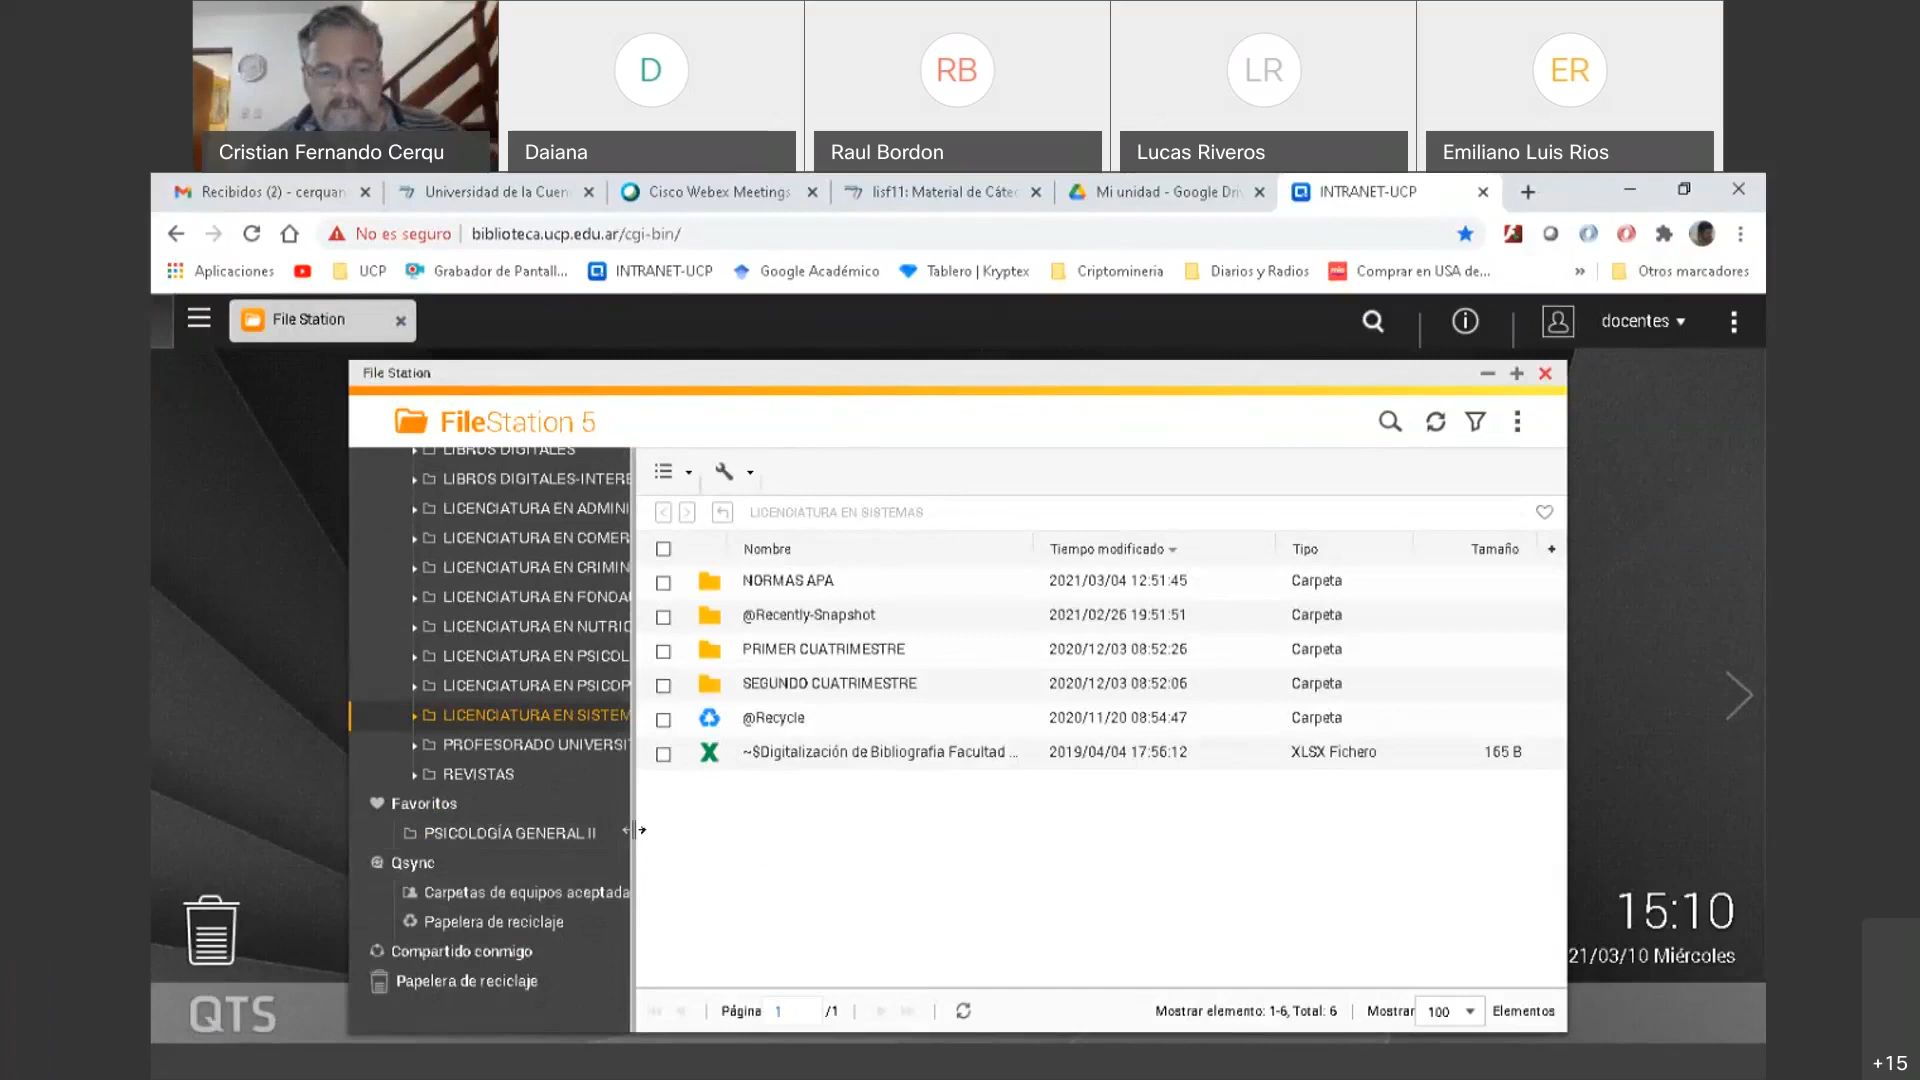 D
RB
LR
ER
Cristian Fernando Cerqu
Daiana
Raul Bordon
Lucas Riveros
Emiliano Luis Rios
Recibidos (2) - cerquan
Universidad de la Cuen
Cisco Webex Meetings
lisf11: Material de Cátec
Mi unidad - Google Dri
INTRANET-UCP
No es seguro
biblioteca.ucp.edu.ar/cgi-bin/
Aplicaciones
UCP
Grabador de Pantall...
INTRANET-UCP
Google Académico
Tablero | Kryptex
Criptomineria
Diarios y Radios
Comprar en USA de...
»
Otros marcadores
File Station
docentes
File Station
FileStation 5
LIBROS DIGITALES
LIBROS DIGITALES-INTERE
LICENCIATURA EN ADMINI
LICENCIATURA EN COMER
LICENCIATURA EN CRIMIN
LICENCIATURA EN FONDA
LICENCIATURA EN NUTRIC
LICENCIATURA EN PSICOL
LICENCIATURA EN PSICOP
LICENCIATURA EN SISTEM
PROFESORADO UNIVERSI
REVISTAS
Favoritos
PSICOLOGÍA GENERAL II
Qsync
Carpetas de equipos aceptada
Papelera de reciclaje
Compartido conmigo
Papelera de reciclaje
LICENCIATURA EN SISTEMAS
Nombre Tiempo modificado Tipo Tamaño
NORMAS APA 2021/03/04 12:51:45 Carpeta
@Recently-Snapshot 2021/02/26 19:51:51 Carpeta
PRIMER CUATRIMESTRE 2020/12/03 08:52:26 Carpeta
SEGUNDO CUATRIMESTRE 2020/12/03 08:52:06 Carpeta
@Recycle 2020/11/20 08:54:47 Carpeta
~$Digitalización de Bibliografia Facultad ... 2019/04/04 17:56:12 XLSX Fichero 165 B
Página 1 /1
Mostrar elemento: 1-6, Total: 6
Mostrar 100 Elementos
15:10
21/03/10 Miércoles
QTS
+15